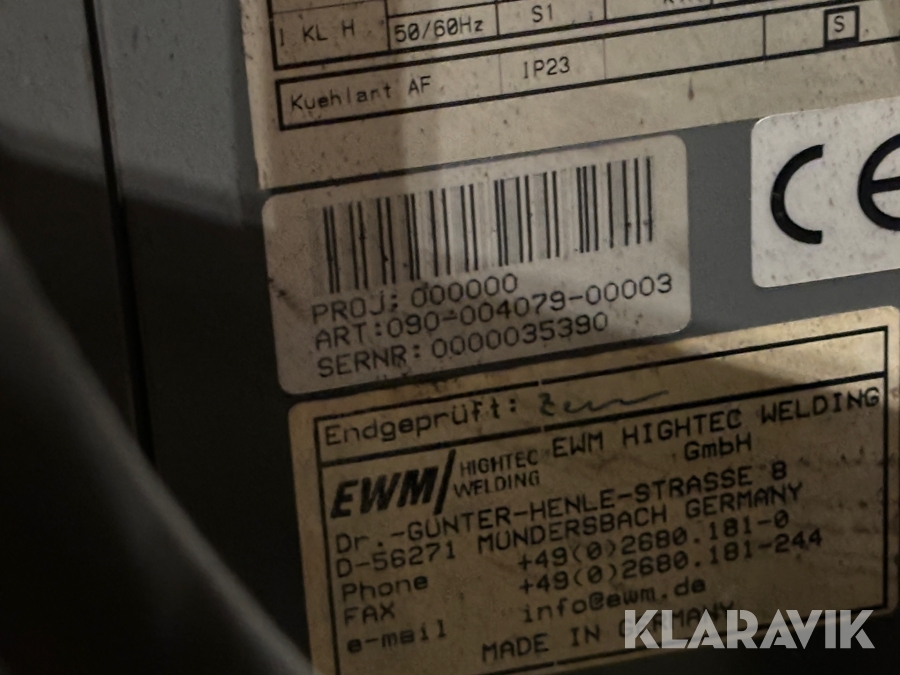 I KL H 50/60Hz S1
S
Kuehlart AF IP23
CE
PROJ: 000000
ART:090-004079-00003
SERNR: 0000035390
Endgeprüft:
EWM HIGHTEC WELDING
EWM HIGHTEC WELDING
GmbH
Dr.-GÜNTER-HENLE-STRASSE 8
D-56271 MÜNDERSBACH GERMANY
Phone +49(0)2680.181-0
FAX +49(0)2680.181-244
e-mail info@ewm.de
MADE IN GERMANY
KLARAVIK